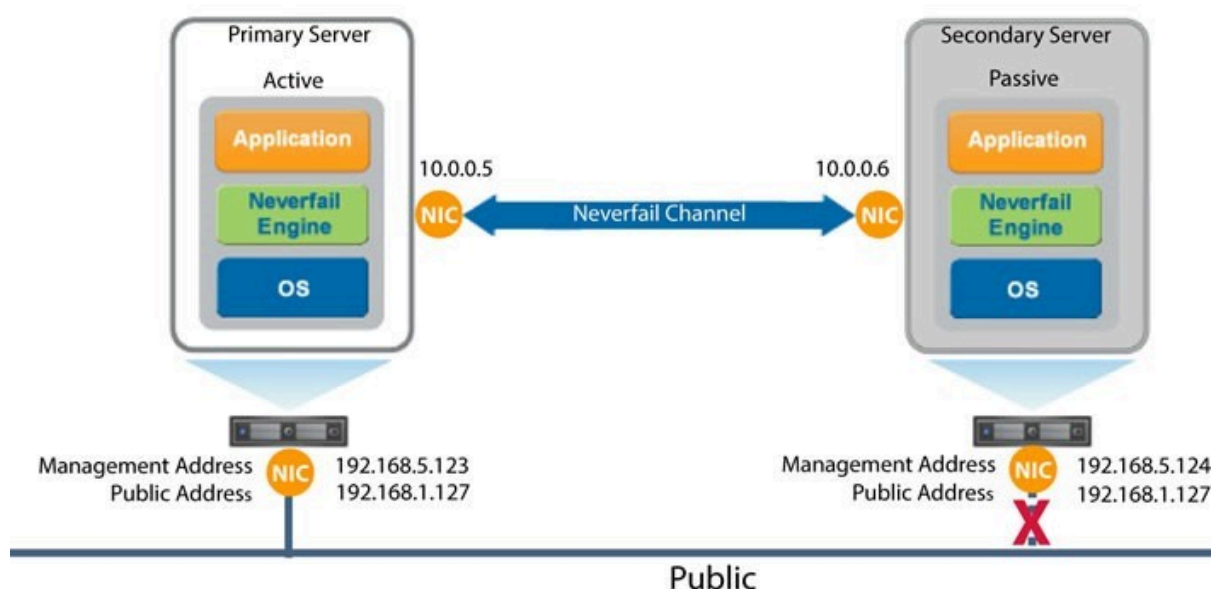 Primary Server
Active
Application
Neverfail
Engine
OS
10.0.0.5
NIC
Neverfail Channel
10.0.0.6
NIC
Secondary Server
Passive
Application
Neverfail
Engine
OS
Management Address
Public Address
NIC
192.168.5.123
192.168.1.127
Management Address
Public Address
NIC
192.168.5.124
192.168.1.127
X
Public